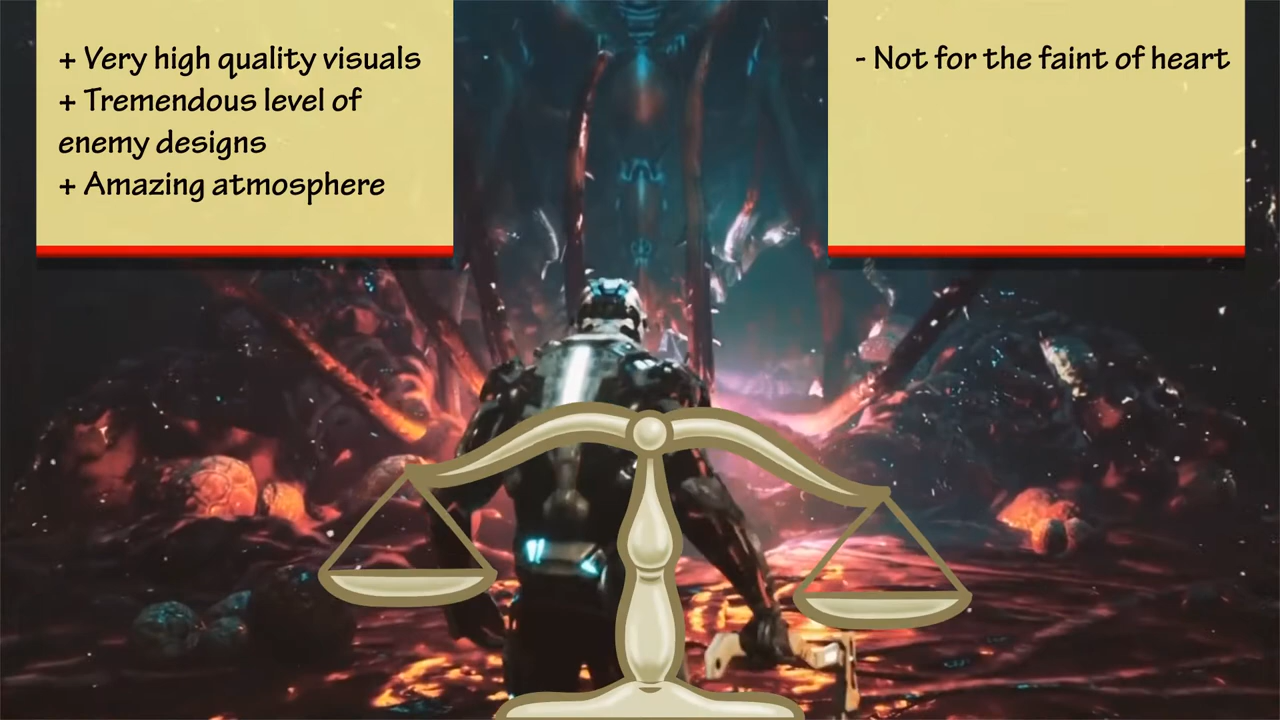 + Very high quality visuals
+ Tremendous level of
enemy designs
+ Amazing atmosphere
- Not for the faint of heart